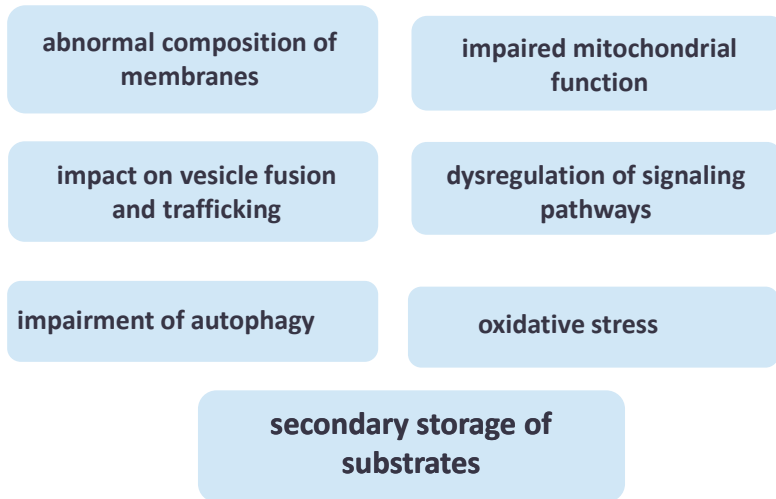 abnormal composition of
membranes
impaired mitochondrial
function
impact on vesicle fusion
and trafficking
dysregulation of signaling
pathways
impairment of autophagy
oxidative stress
secondary storage of
substrates